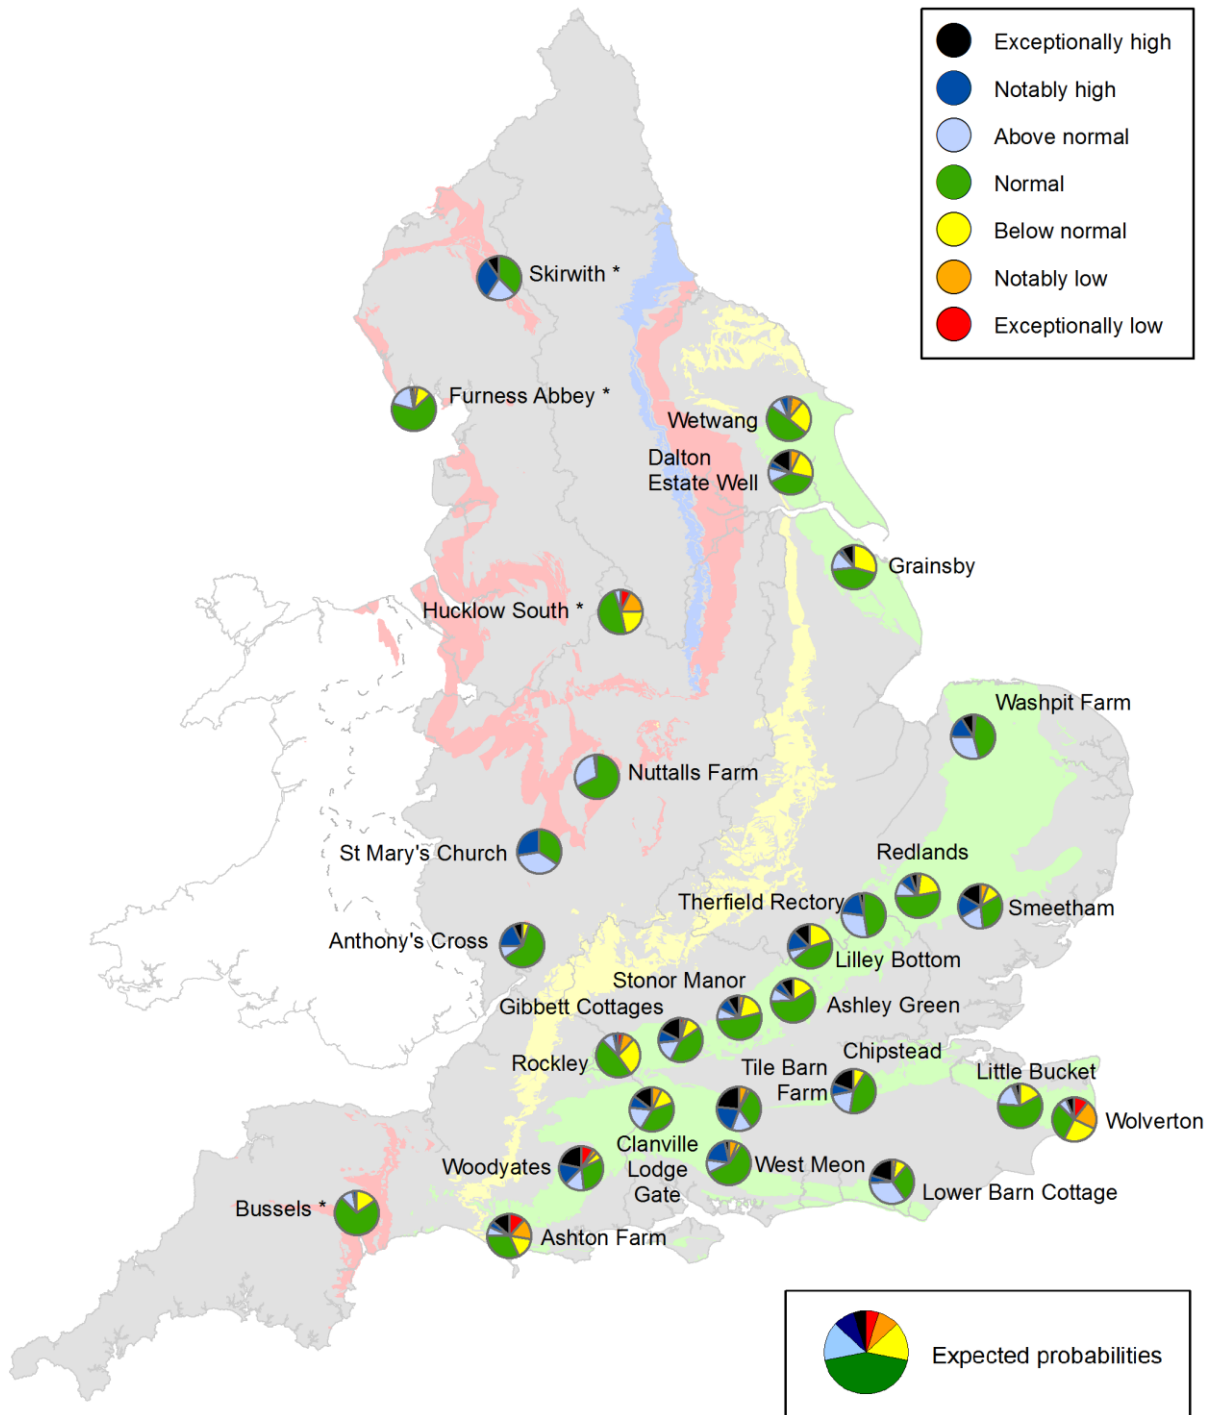 Exceptionally high
Notably high
Above normal
Normal
Below normal
Notably low
Exceptionally low
Skirwith *
Furness Abbey *
Wetwang
Dalton
Estate Well
Grainsby
Hucklow South *
Washpit Farm
Nuttalls Farm
St Mary's Church
Redlands
Therfield Rectory
Smeetham
Anthony's Cross
Lilley Bottom
Stonor Manor
Gibbett Cottages
Ashley Green
Rockley
Chipstead
Tile Barn
Farm
Little Bucket
Wolverton
Clanville
Lodge
Gate
Woodyates
West Meon
Lower Barn Cottage
Bussels *
Ashton Farm
Expected probabilities